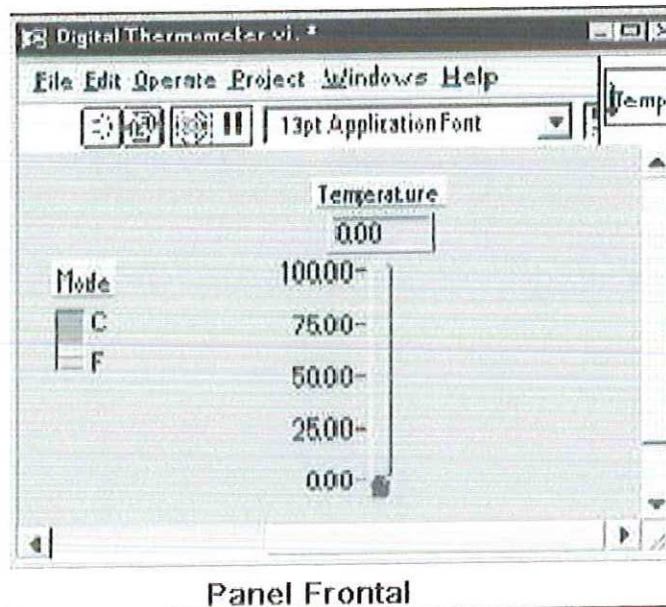 Digital Thermometer vi. *
File Edit Operate Project Windows Help
13pt Application Font
Temp
Temperature
0.00
Mode
C
F
100.00
75.00
50.00
25.00
0.00
Panel Frontal